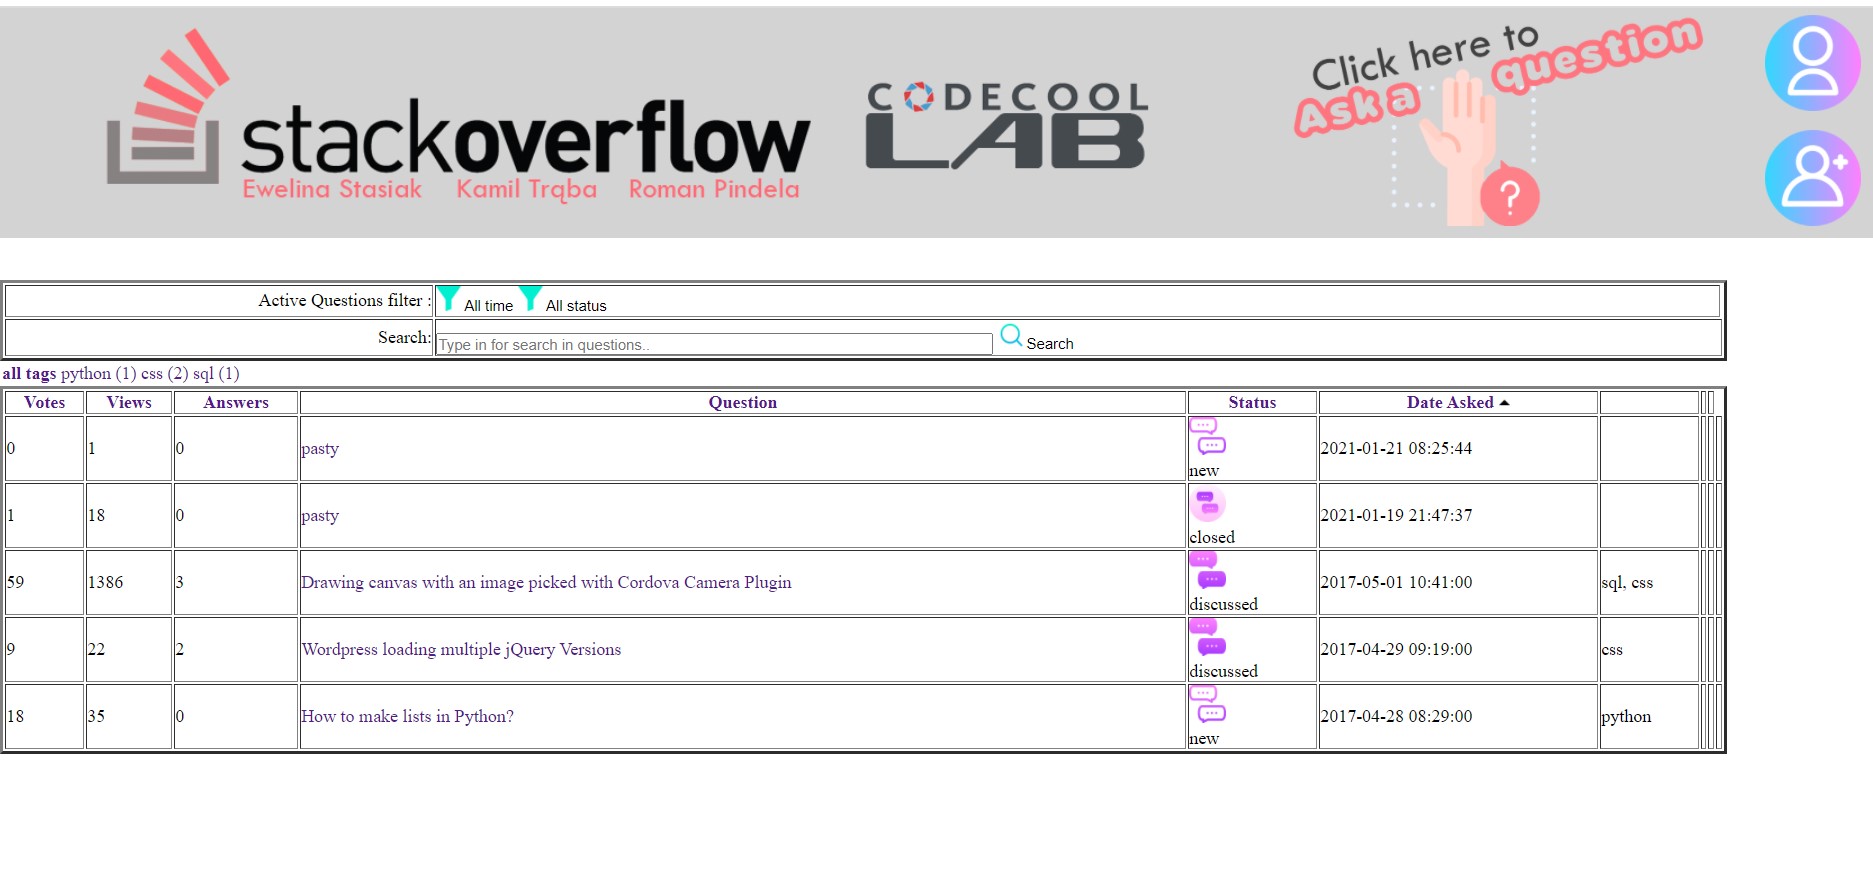 stackoverflow
Ewelina Stasiak Kamil Trąba Roman Pindela
CODECOOL
LAB
Click here to
Ask a question
?
Active Questions filter : All time All status
Search: Type in for search in questions.. Search
all tags python (1) css (2) sql (1)
Votes Views Answers Question Status Date Asked
0 1 0 pasty new 2021-01-21 08:25:44
1 18 0 pasty closed 2021-01-19 21:47:37
59 1386 3 Drawing canvas with an image picked with Cordova Camera Plugin discussed 2017-05-01 10:41:00 sql, css
9 22 2 Wordpress loading multiple jQuery Versions discussed 2017-04-29 09:19:00 css
18 35 0 How to make lists in Python? new 2017-04-28 08:29:00 python